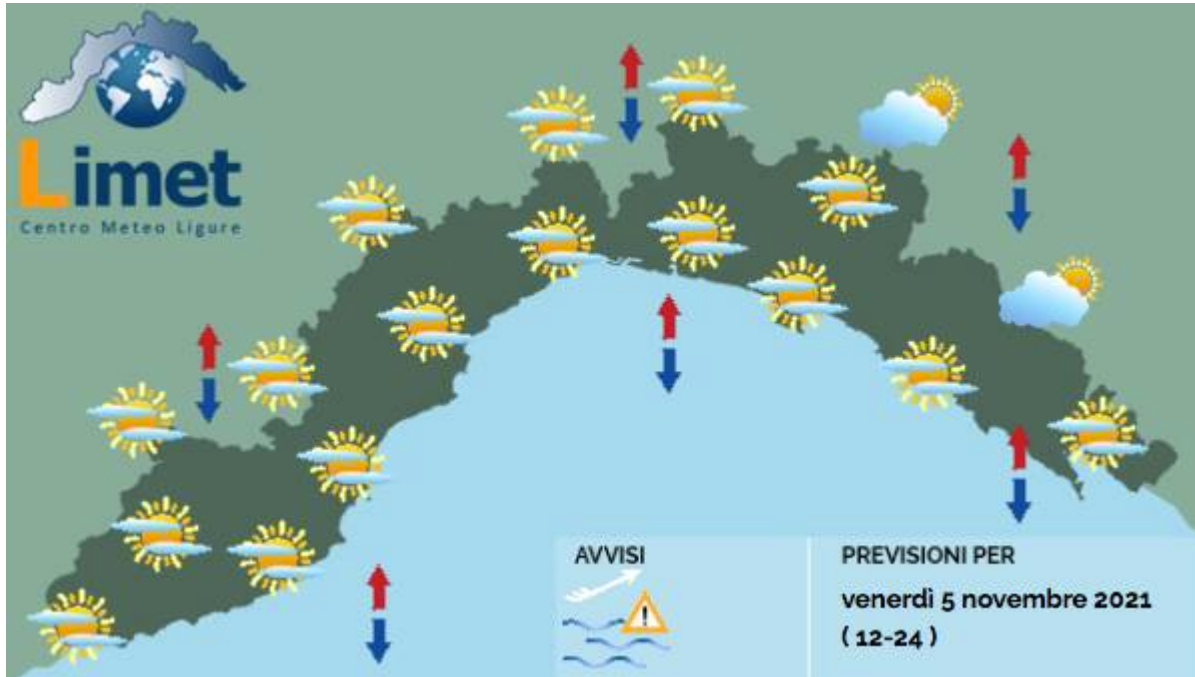 Limet
Centro Meteo Ligure
AVVISI
!
PREVISIONI PER
venerdì 5 novembre 2021
( 12-24 )